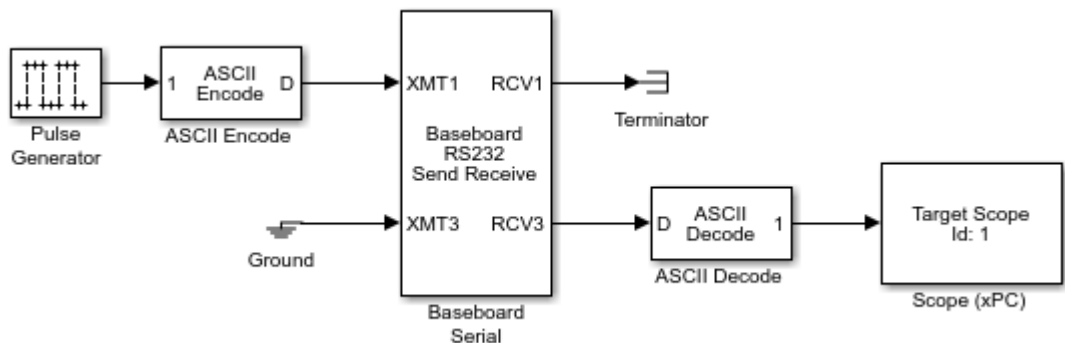 Pulse
Generator
1
ASCII
Encode
D
ASCII Encode
XMT1
RCV1
Baseboard
RS232
Send Receive
XMT3
RCV3
Baseboard
Serial
Terminator
Ground
D
ASCII
Decode
1
ASCII Decode
Target Scope
Id: 1
Scope (xPC)